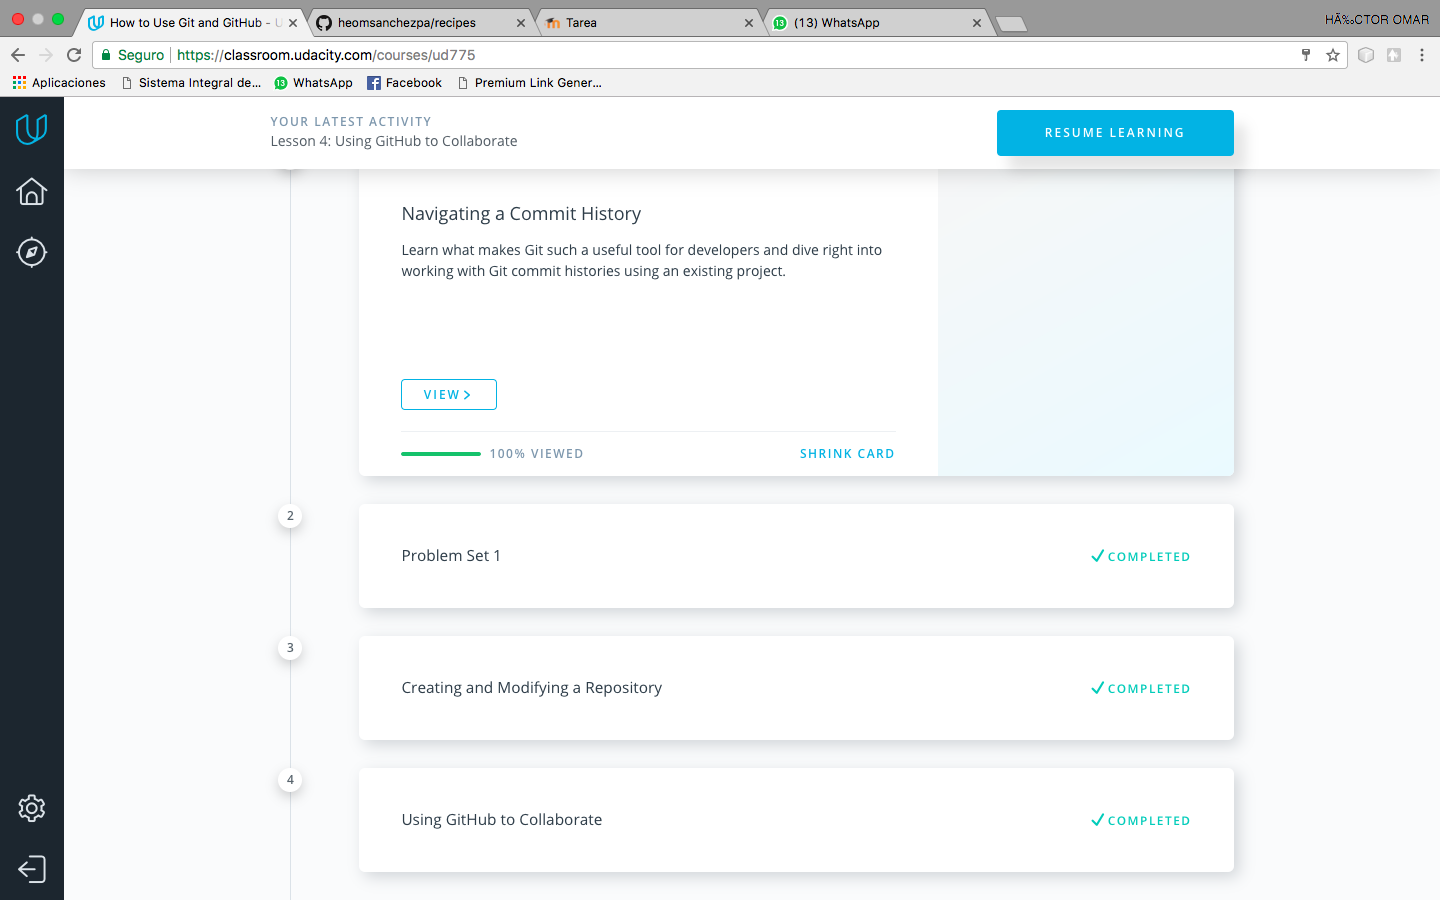 How to Use Git and GitHub - U
heomsanchezpa/recipes
Tarea
13
(13) WhatsApp
HÃ‰CTOR OMAR
Seguro
https://classroom.udacity.com/courses/ud775
Aplicaciones
Sistema Integral de...
13
WhatsApp
Facebook
Premium Link Gener...
YOUR LATEST ACTIVITY
Lesson 4: Using GitHub to Collaborate
RESUME LEARNING
Navigating a Commit History
Learn what makes Git such a useful tool for developers and dive right into
working with Git commit histories using an existing project.
VIEW
100% VIEWED
SHRINK CARD
2
Problem Set 1
COMPLETED
3
Creating and Modifying a Repository
COMPLETED
4
Using GitHub to Collaborate
COMPLETED